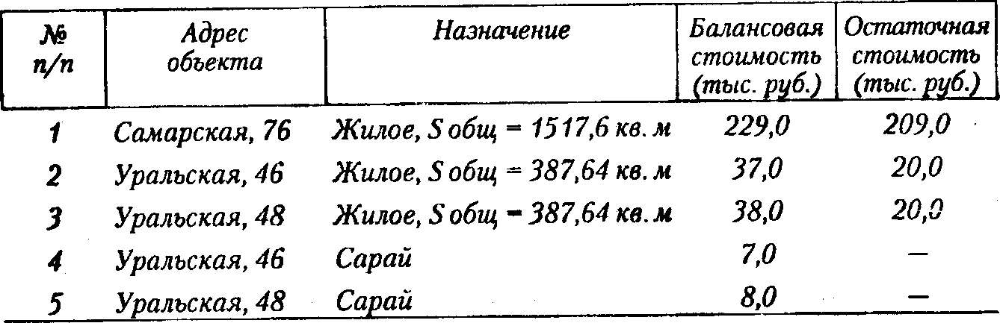 № п/п Адрес объекта Назначение Балансовая стоимость (тыс. руб.) Остаточная стоимость (тыс. руб.)
1 Самарская, 76 Жилое, S общ = 1517,6 кв. м 229,0 209,0
2 Уральская, 46 Жилое, S общ = 387,64 кв. м 37,0 20,0
3 Уральская, 48 Жилое, S общ = 387,64 кв. м 38,0 20,0
4 Уральская, 46 Сарай 7,0 —
5 Уральская, 48 Сарай 8,0 —